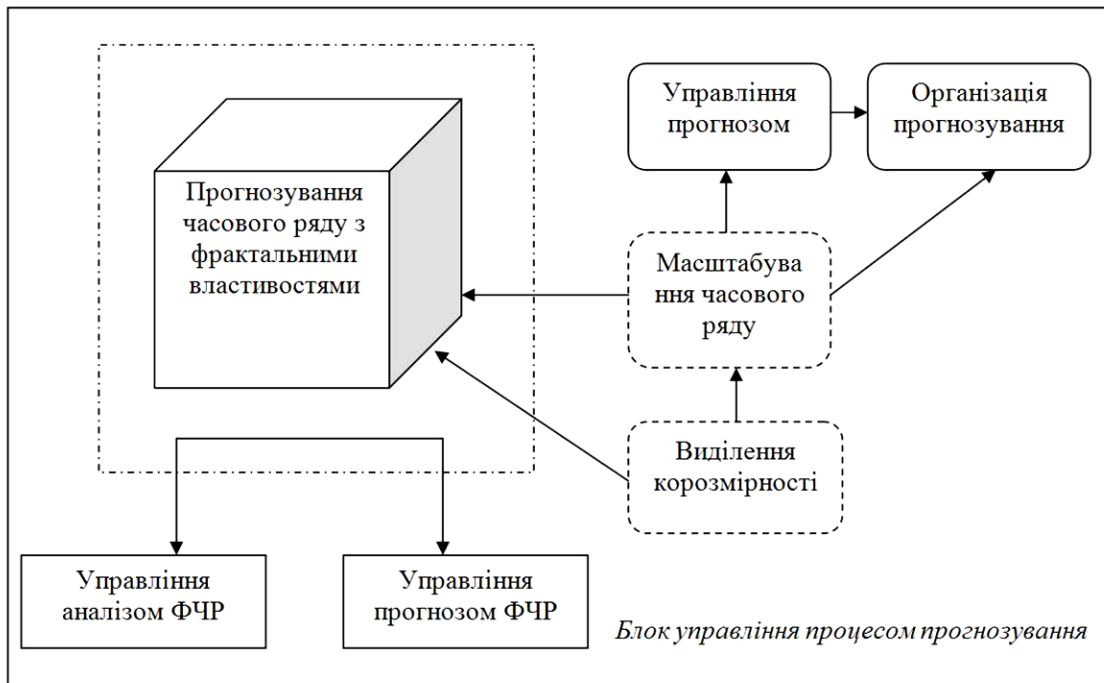 Управління
прогнозом
Організація
прогнозування
Прогнозування
часового ряду з
фрактальними
властивостями
Масштабува
ння часового
ряду
Виділення
корозмірності
Управління
аналізом ФЧР
Управління
прогнозом ФЧР
Блок управління процесом прогнозування